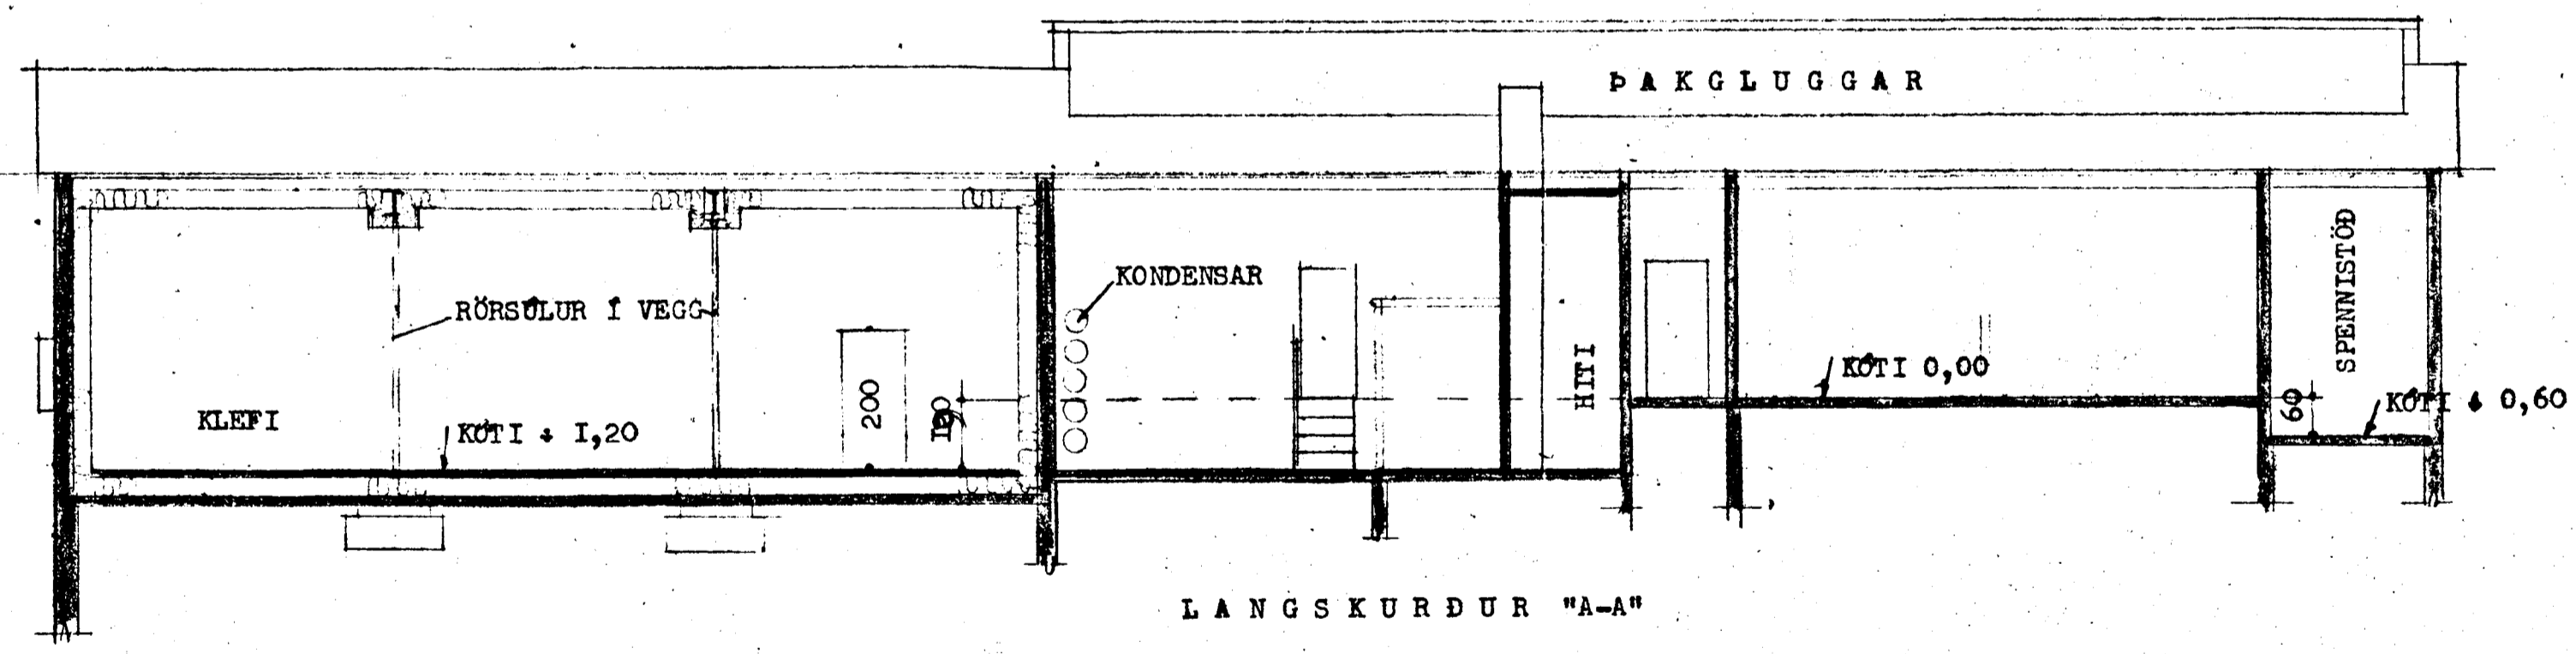 ÞAKGLUGGAR
KONDENSAR
RÖRSÚLUR Í VEGG
SPENNISTÖÐ
HITI
KÓTI 0,00
200
60
KÓTI ÷ 0,60
KLEFI
KÓTI ÷ I,20
LANGSKURÐUR "A-A"